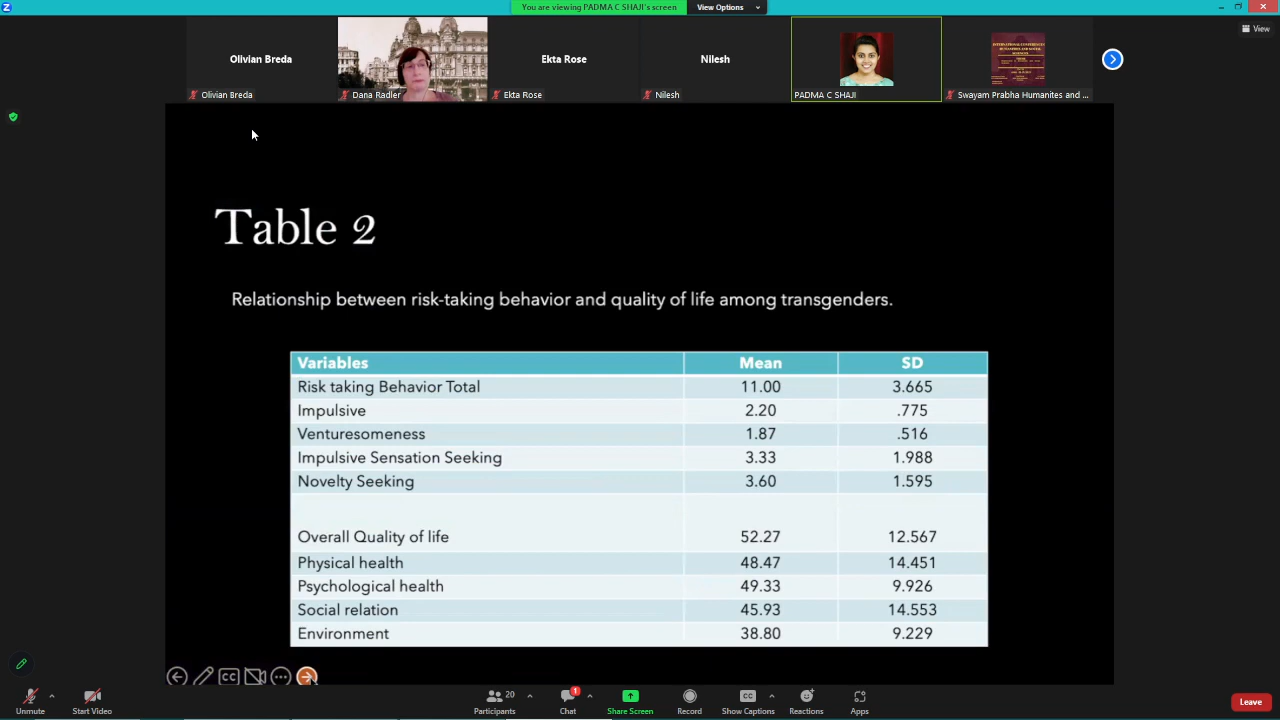 You are viewing PADMA C SHAJI's screen
View Options
View
Olivian Breda
Ekta Rose
Nilesh
Olivian Breda
Dana Radler
Ekta Rose
Nilesh
PADMA C SHAJI
Swayam Prabha Humanites and ...
Table 2
Relationship between risk-taking behavior and quality of life among transgenders.
Variables Mean SD
Risk taking Behavior Total 11.00 3.665
Impulsive 2.20 .775
Venturesomeness 1.87 .516
Impulsive Sensation Seeking 3.33 1.988
Novelty Seeking 3.60 1.595
Overall Quality of life 52.27 12.567
Physical health 48.47 14.451
Psychological health 49.33 9.926
Social relation 45.93 14.553
Environment 38.80 9.229
CC
20
1
CC
Unmute
Start Video
Participants
Chat
Share Screen
Record
Show Captions
Reactions
Apps
Leave